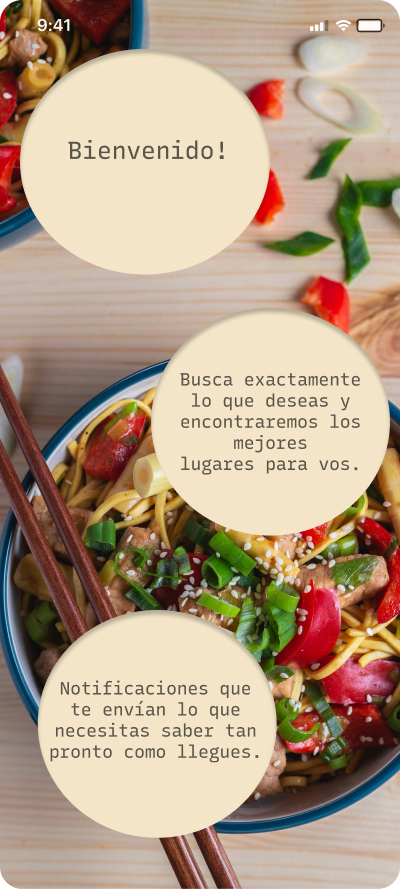 9:41
Bienvenido!
Busca exactamente
lo que deseas y
encontraremos los
mejores
lugares para vos.
Notificaciones que
te envían lo que
necesitas saber tan
pronto como llegues.